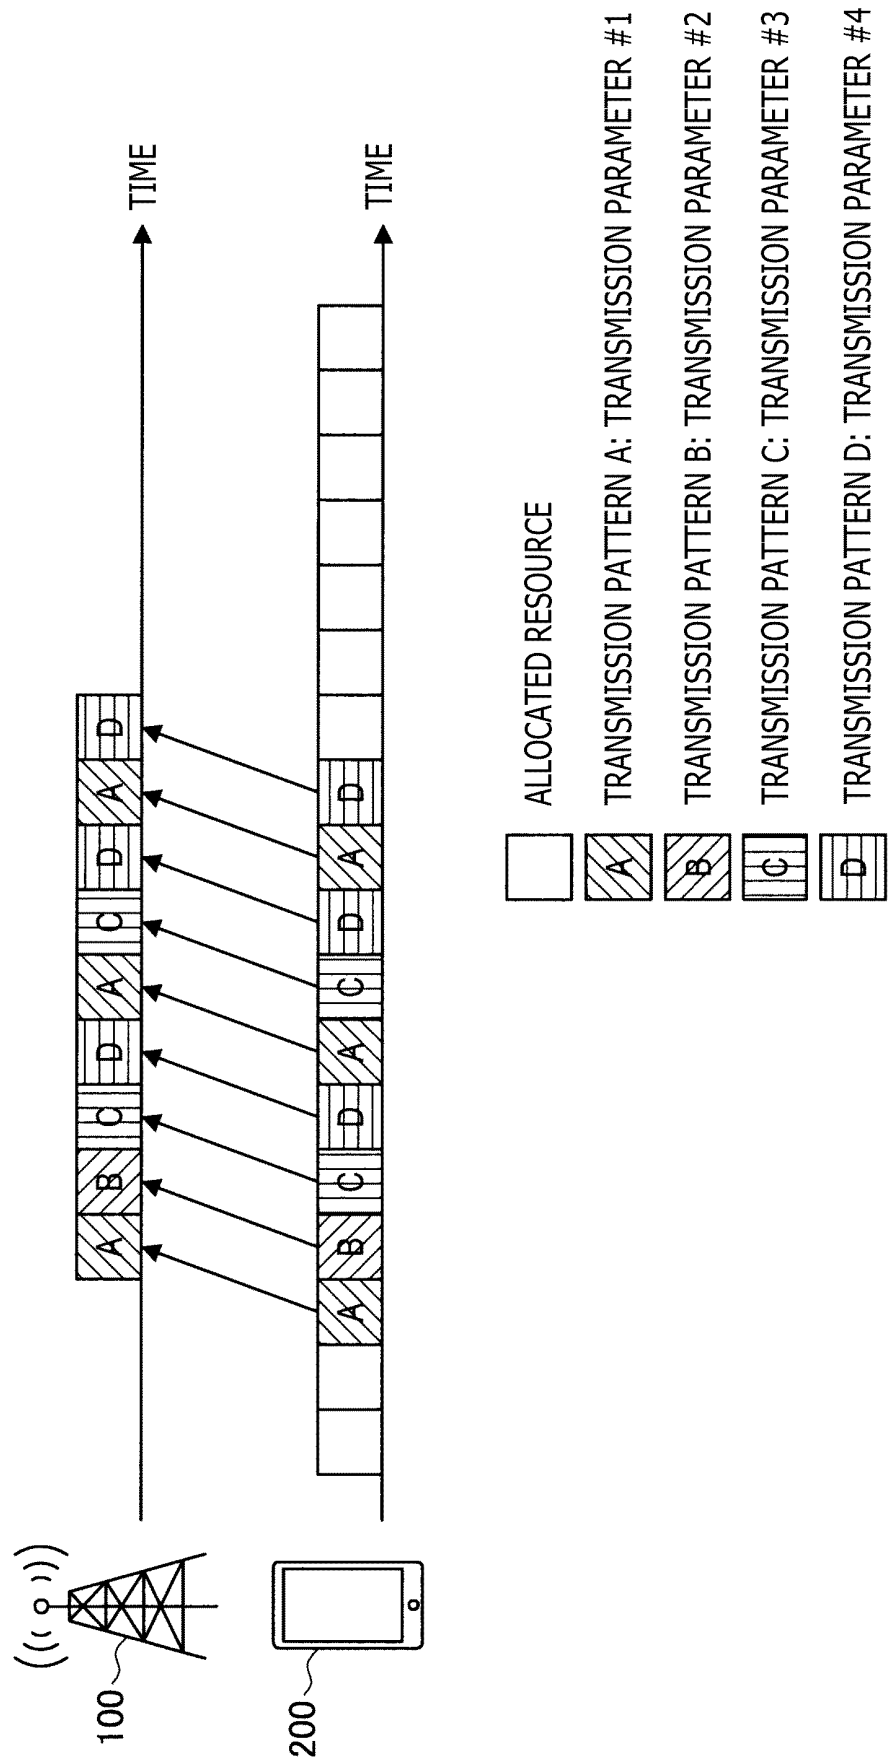 100
A B C D A C D A D
TIME
200
A B C D A C D A D
TIME
ALLOCATED RESOURCE
A TRANSMISSION PATTERN A: TRANSMISSION PARAMETER #1
B TRANSMISSION PATTERN B: TRANSMISSION PARAMETER #2
C TRANSMISSION PATTERN C: TRANSMISSION PARAMETER #3
D TRANSMISSION PATTERN D: TRANSMISSION PARAMETER #4